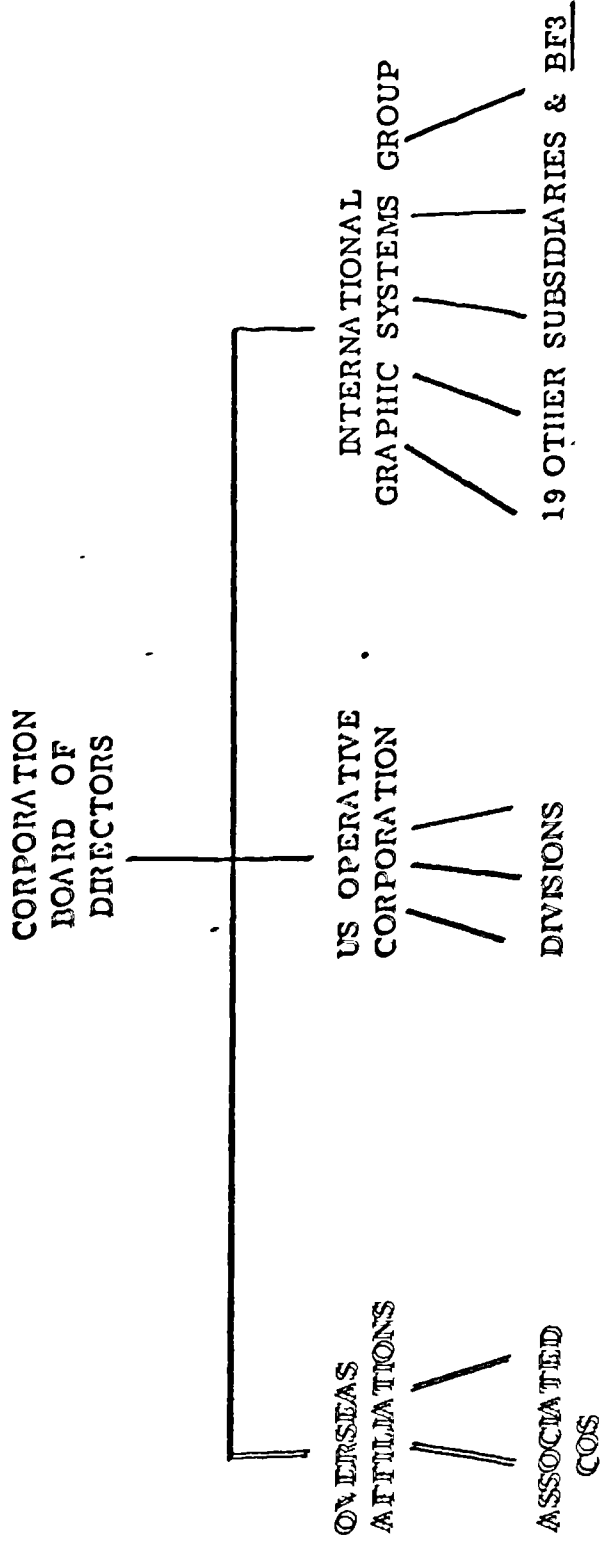 CORPORATION
BOARD OF
DIRECTORS
OVERSEAS
AFFILIATIONS
US OPERATIVE
CORPORATION
INTERNATIONAL
GRAPHIC SYSTEMS GROUP
ASSOCIATED
COS
DIVISIONS
19 OTHER SUBSIDIARIES & BF3